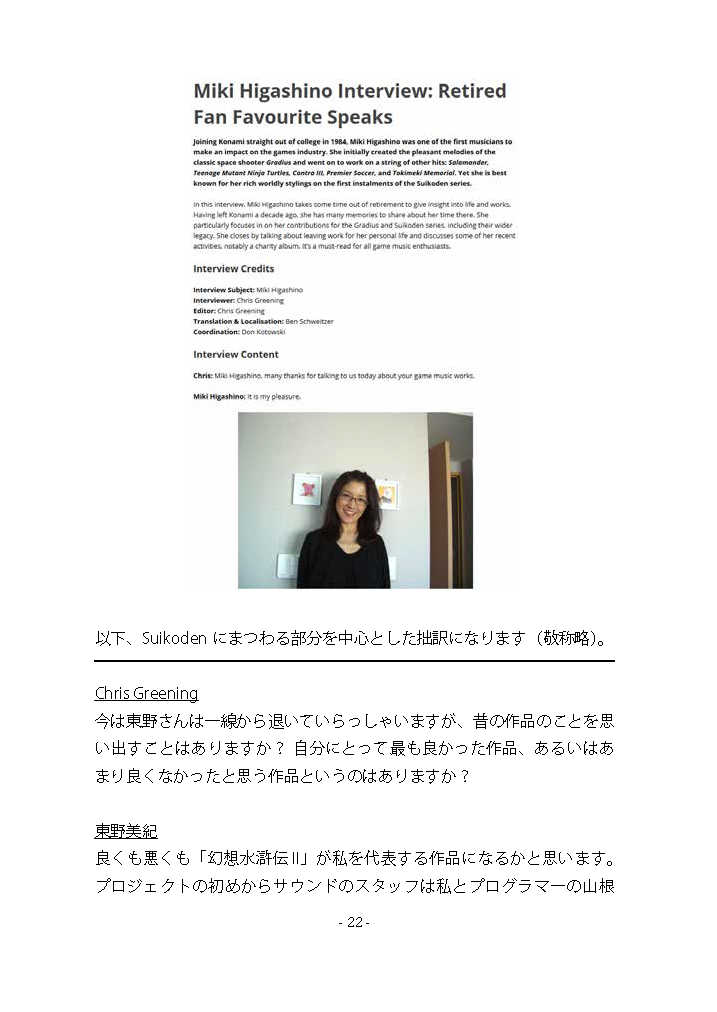 Miki Higashino Interview: Retired
Fan Favourite Speaks
Joining Konami straight out of college in 1984, Miki Higashino was one of the first musicians to
make an impact on the games industry. She initially created the pleasant melodies of the
classic space shooter Gradius and went on to work on a string of other hits: Salamander,
Teenage Mutant Ninja Turtles, Contra III, Premier Soccer, and Tokimeki Memorial. Yet she is best
known for her rich worldly stylings on the first instalments of the Suikoden series.
In this interview, Miki Higashino takes some time out of retirement to give insight into life and works.
Having left Konami a decade ago, she has many memories to share about her time there. She
particularly focuses in on her contributions for the Gradius and Suikoden series, including their wider
legacy. She closes by talking about leaving work for her personal life and discusses some of her recent
activities, notably a charity album. It's a must-read for all game music enthusiasts.
Interview Credits
Interview Subject: Miki Higashino
Interviewer: Chris Greening
Editor: Chris Greening
Translation & Localisation: Ben Schweitzer
Coordination: Don Kotowski
Interview Content
Chris: Miki Higashino, many thanks for talking to us today about your game music works.
Miki Higashino: It is my pleasure.
以下、Suikoden にまつわる部分を中心とした拙訳になります（敬称略）。
Chris Greening
今は東野さんは一線から退いていらっしゃいますが、昔の作品のことを思
い出すことはありますか？ 自分にとって最も良かった作品、あるいはあ
まり良くなかったと思う作品というのはありますか？
東野美紀
良くも悪くも「幻想水滸伝Ⅱ」が私を代表する作品になるかと思います。
プロジェクトの初めからサウンドのスタッフは私とプログラマーの山根
- 22 -